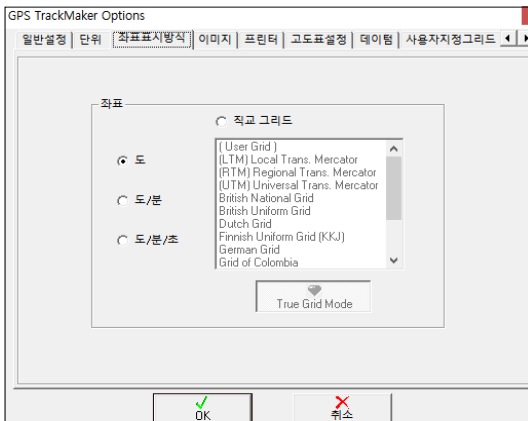 GPS TrackMaker Options
일반설정 단위 좌표표시방식 이미지 프린터 고도표설정 데이텀 사용자지정그리드
좌표
직교 그리드
도
도/분
도/분/초
( User Grid )
(LTM) Local Trans. Mercator
(RTM) Regional Trans. Mercator
(UTM) Universal Trans. Mercator
British National Grid
British Uniform Grid
Dutch Grid
Finnish Uniform Grid (KKJ)
German Grid
Grid of Colombia
True Grid Mode
OK
취소